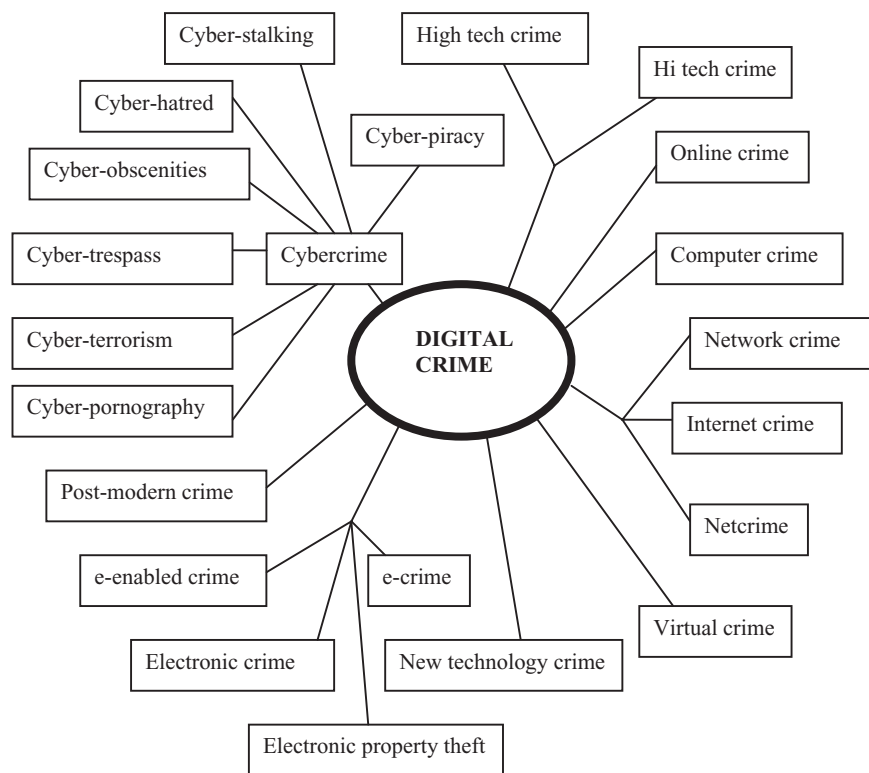 Cyber-stalking
High tech crime
Hi tech crime
Cyber-hatred
Cyber-piracy
Online crime
Cyber-obscenities
Cyber-trespass
Cybercrime
Computer crime
DIGITAL
CRIME
Cyber-terrorism
Network crime
Cyber-pornography
Internet crime
Post-modern crime
Netcrime
e-enabled crime
e-crime
Virtual crime
Electronic crime
New technology crime
Electronic property theft